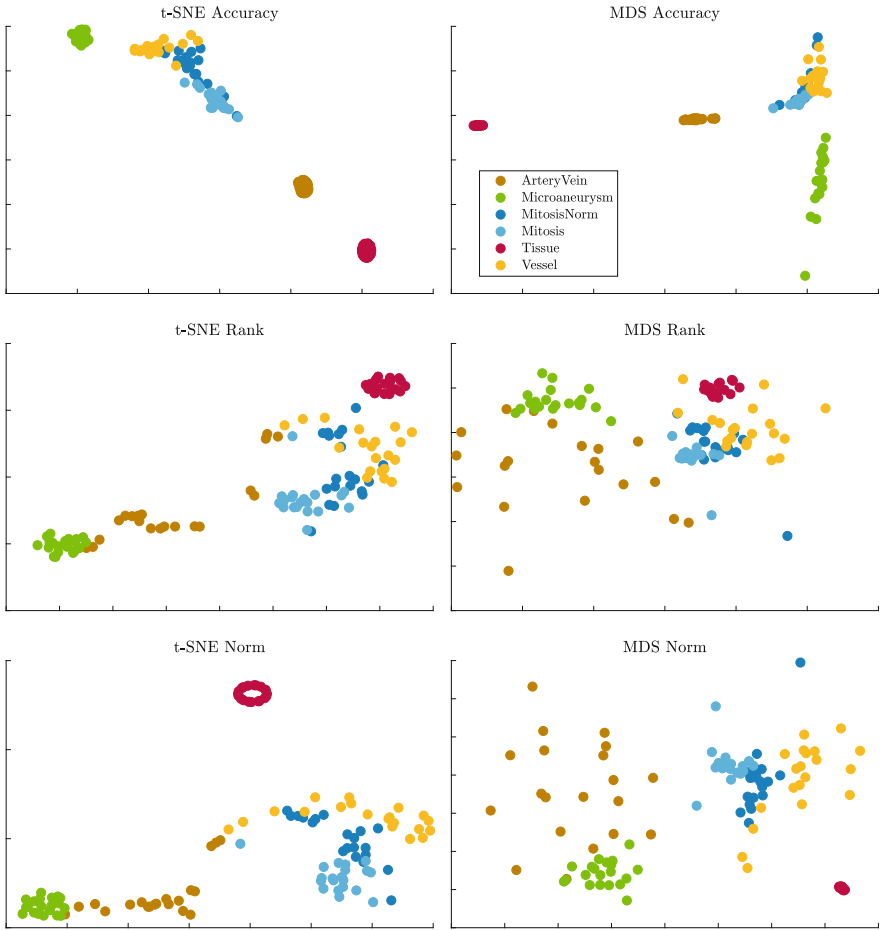 t-SNE Accuracy
MDS Accuracy
ArteryVein
Microaneurysm
MitosisNorm
Mitosis
Tissue
Vessel
t-SNE Rank
MDS Rank
t-SNE Norm
MDS Norm